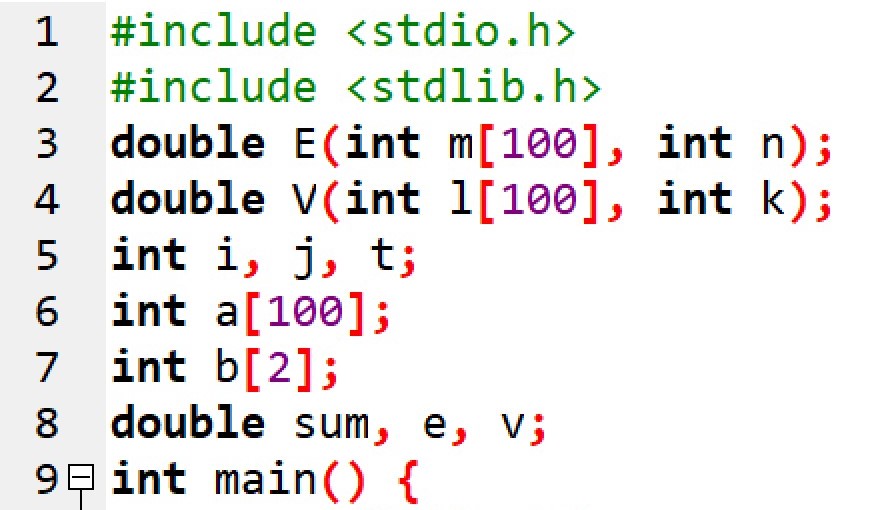 1 #include <stdio.h>
2 #include <stdlib.h>
3 double E(int m[100], int n);
4 double V(int l[100], int k);
5 int i, j, t;
6 int a[100];
7 int b[2];
8 double sum, e, v;
9 int main() {